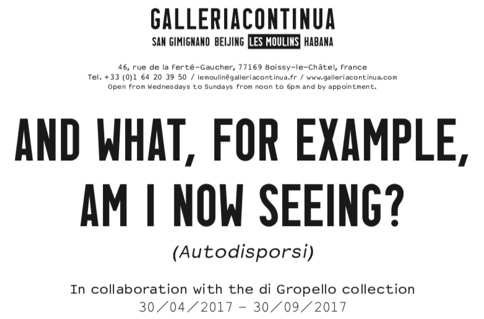 GALLERIACONTINUA
SAN GIMIGNANO BEIJING LES MOULINS HABANA
46, rue de la Ferté-Gaucher, 77169 Boissy-le-Châtel, France
Tel. +33 (0)1 64 20 39 50 / lemoulin@galleriacontinua.fr / www.galleriacontinua.com
Open from Wednesdays to Sundays from noon to 6pm and by appointment.
AND WHAT, FOR EXAMPLE,
AM I NOW SEEING?
(Autodisporsi)
In collaboration with the di Gropello collection
30/04/2017 – 30/09/2017